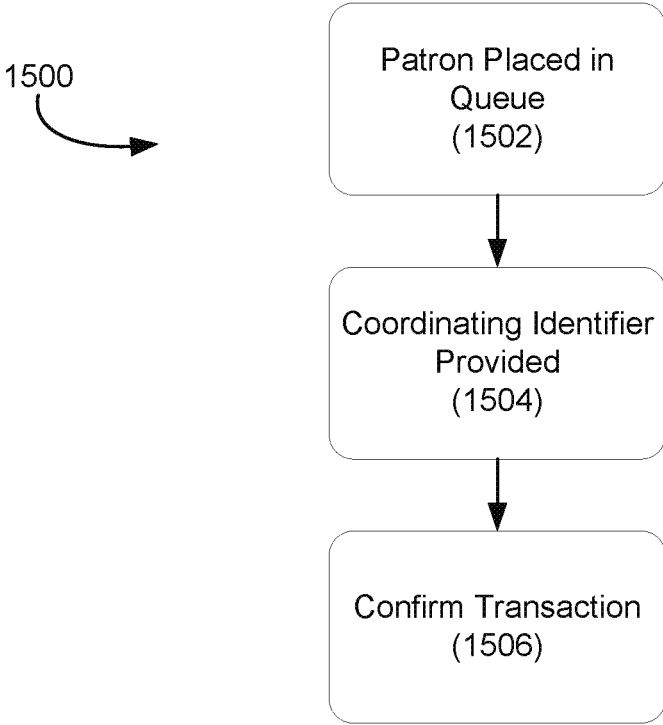 1500
Patron Placed in
Queue
(1502)
Coordinating Identifier
Provided
(1504)
Confirm Transaction
(1506)